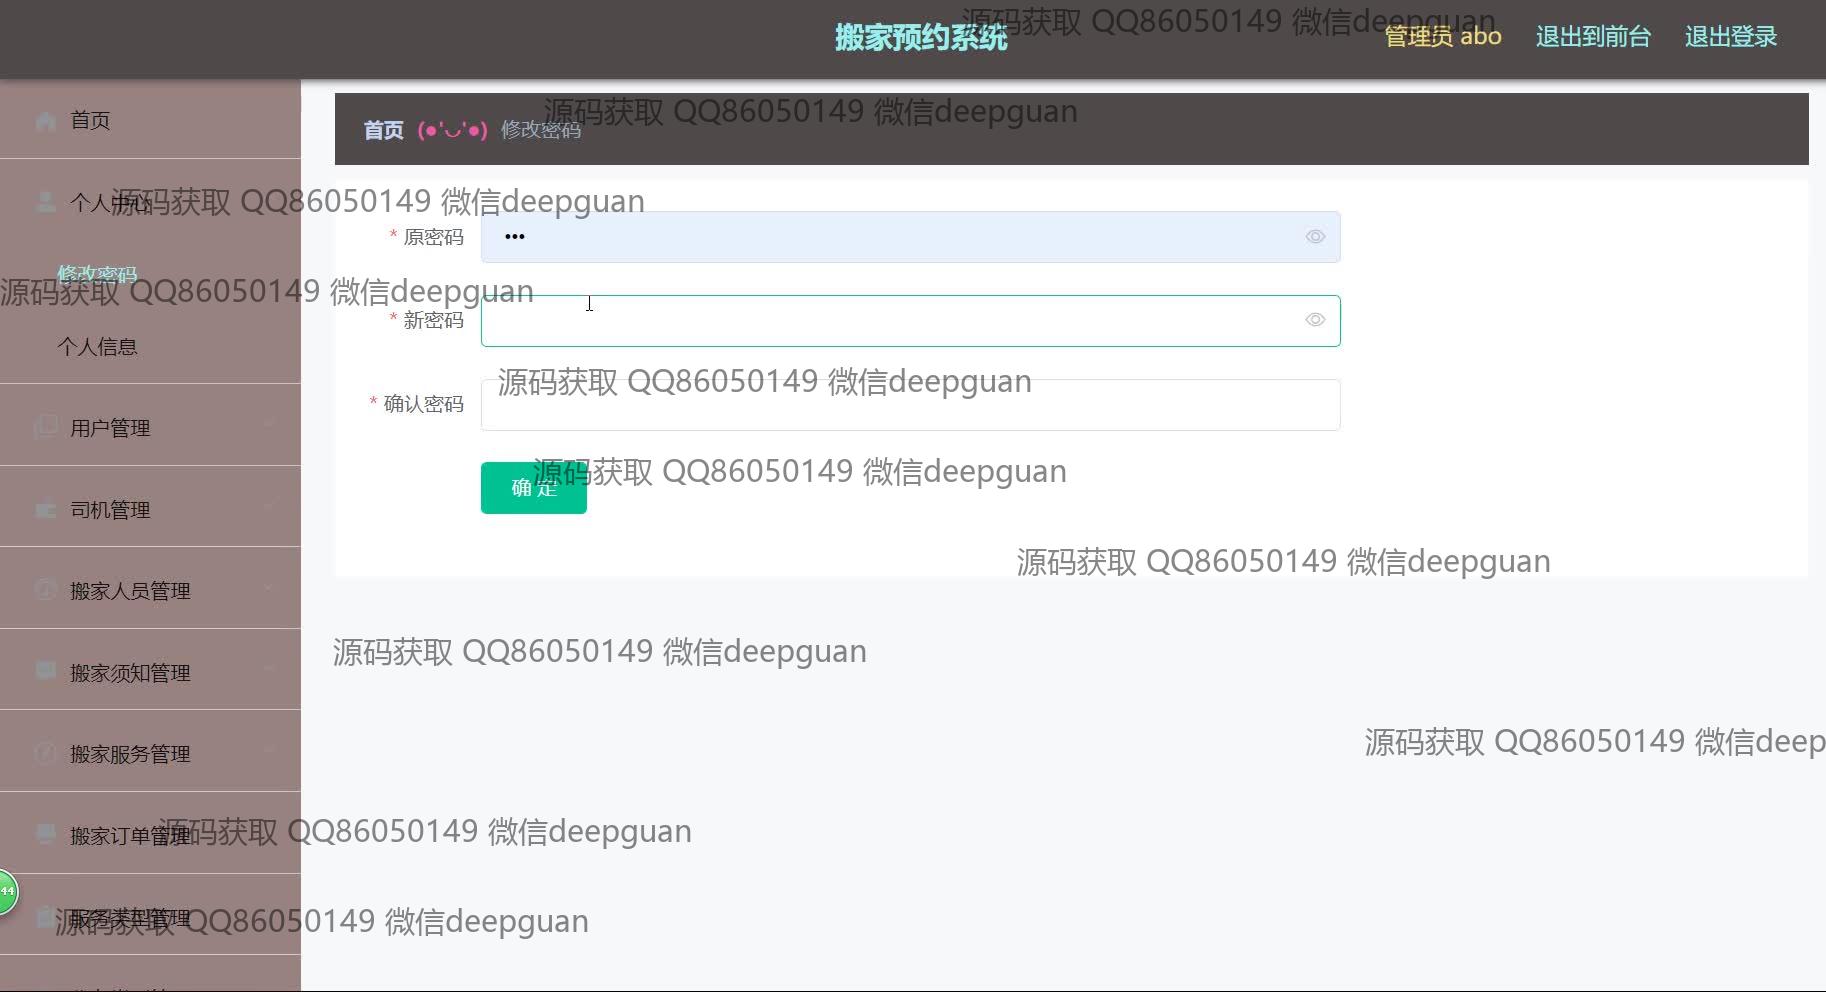 搬家预约系统
源码获取 QQ86050149 微信deepguan
管理员 abo
退出到前台
退出登录
首页
源码获取 QQ86050149 微信deepguan
首页 (●'◡'●) 修改密码
个人中心
源码获取 QQ86050149 微信deepguan
* 原密码 •••
修改密码
源码获取 QQ86050149 微信deepguan
* 新密码
个人信息
源码获取 QQ86050149 微信deepguan
* 确认密码
用户管理
源码获取 QQ86050149 微信deepguan
确 定
司机管理
源码获取 QQ86050149 微信deepguan
搬家人员管理
源码获取 QQ86050149 微信deepguan
搬家须知管理
源码获取 QQ86050149 微信deep
搬家服务管理
源码获取 QQ86050149 微信deepguan
搬家订单管理
44
源码获取 QQ86050149 微信deepguan
服务类型管理